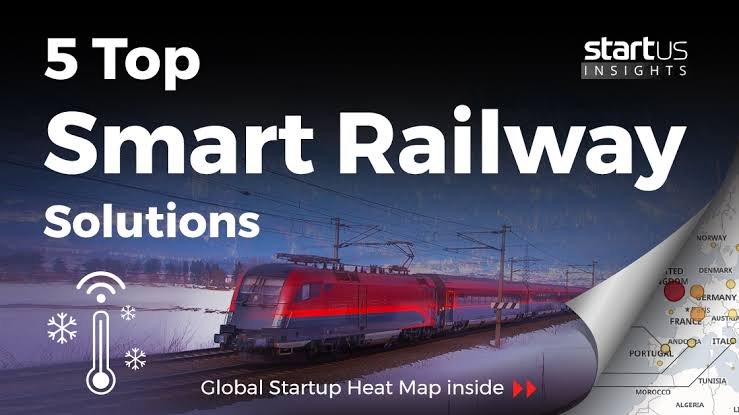 5 Top
Smart Railway
Solutions
startus
INSIGHTS
NORWAY
DENMARK
GERMANY
FRANCE
ITALY
PORTUGAL
TUNISIA
MOROCCO
ALGERIA
Global Startup Heat Map inside